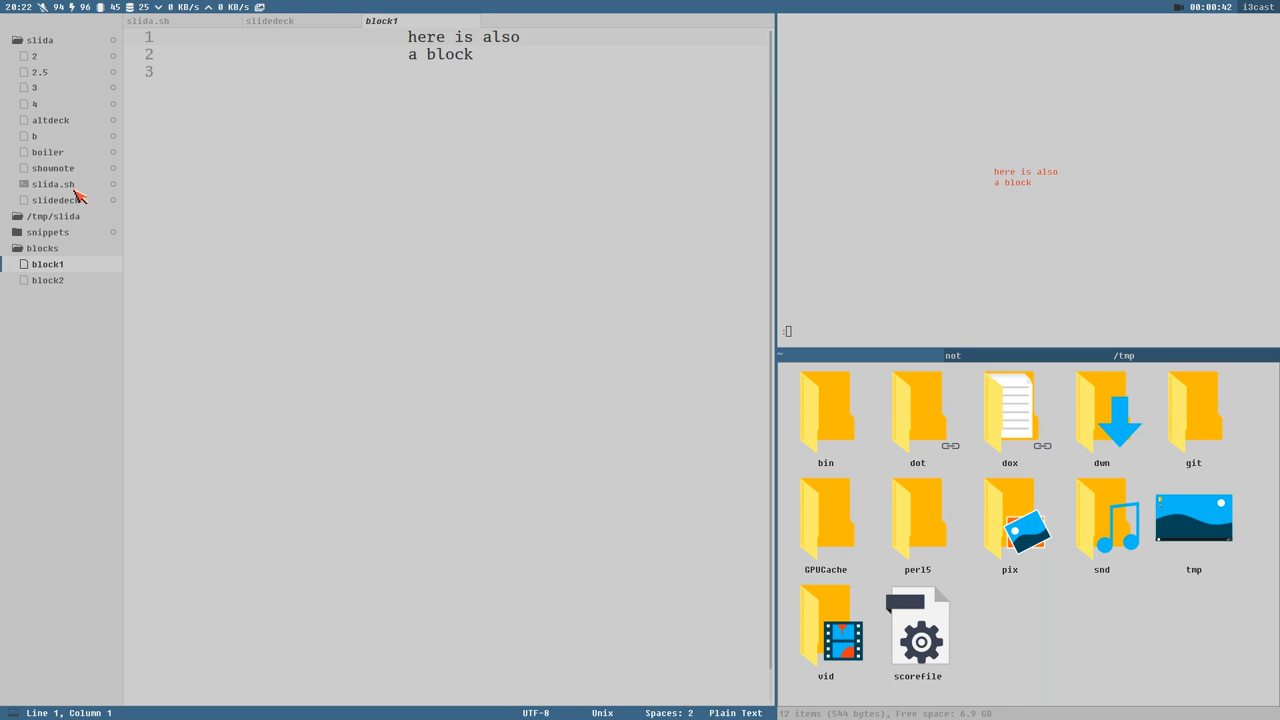 20:22 94 96 45 25 0 KB/s 0 KB/s
00:00:42 i3cast
slida
2
2.5
3
4
altdeck
b
boiler
shownote
slida.sh
slidedeck
/tmp/slida
snippets
blocks
block1
block2
slida.sh slidedeck block1
1 here is also
2 a block
3
here is also
a block
:
~ not /tmp
bin dot dox dwn git
GPUCache perl5 pix snd tmp
vid scorefile
12 items (544 bytes), Free space: 6.9 GB
Line 1, Column 1 UTF-8 Unix Spaces: 2 Plain Text